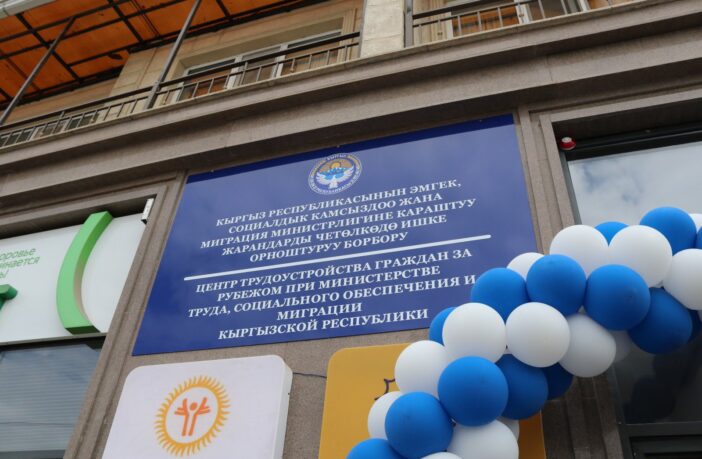 КЫРГЫЗ РЕСПУБЛИКАСЫНЫН ЭМГЕК,
СОЦИАЛДЫК КАМСЫЗДОО ЖАНА
МИГРАЦИЯ МИНИСТРЛИГИНЕ КАРАШТУУ
ЖАРАНДАРДЫ ЧЕТӨЛКӨДӨ ИШКЕ
ОРНОШТУРУУ БОРБОРУ
ЦЕНТР ТРУДОУСТРОЙСТВА ГРАЖДАН ЗА
РУБЕЖОМ ПРИ МИНИСТЕРСТВЕ
ТРУДА, СОЦИАЛЬНОГО ОБЕСПЕЧЕНИЯ И
МИГРАЦИИ
КЫРГЫЗСКОЙ РЕСПУБЛИКИ